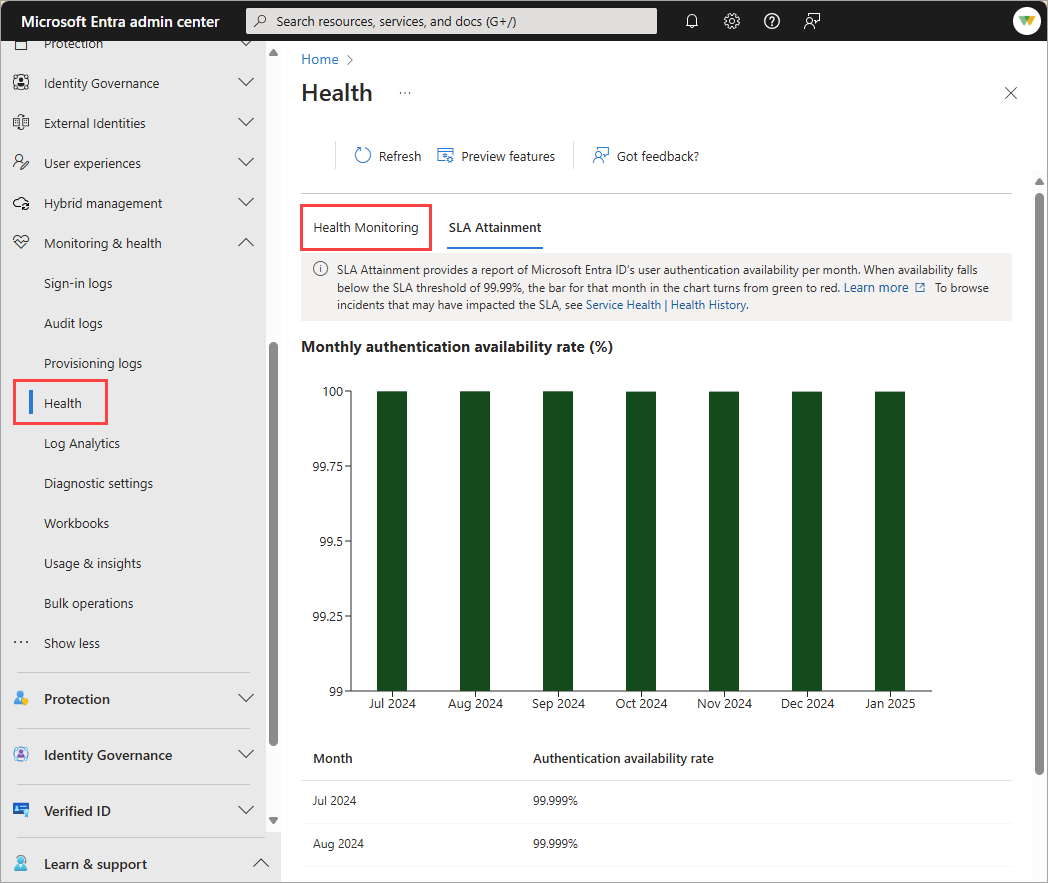 Microsoft Entra admin center
Search resources, services, and docs (G+/)
Protection
Identity Governance
External Identities
User experiences
Hybrid management
Monitoring & health
Sign-in logs
Audit logs
Provisioning logs
Health
Log Analytics
Diagnostic settings
Workbooks
Usage & insights
Bulk operations
Show less
Protection
Identity Governance
Verified ID
Learn & support
Home
Health
Refresh
Preview features
Got feedback?
Health Monitoring
SLA Attainment
SLA Attainment provides a report of Microsoft Entra ID's user authentication availability per month. When availability falls
below the SLA threshold of 99.99%, the bar for that month in the chart turns from green to red. Learn more To browse
incidents that may have impacted the SLA, see Service Health | Health History.
Monthly authentication availability rate (%)
100
99.75
99.5
99.25
99
Jul 2024 Aug 2024 Sep 2024 Oct 2024 Nov 2024 Dec 2024 Jan 2025
Month Authentication availability rate
Jul 2024 99.999%
Aug 2024 99.999%